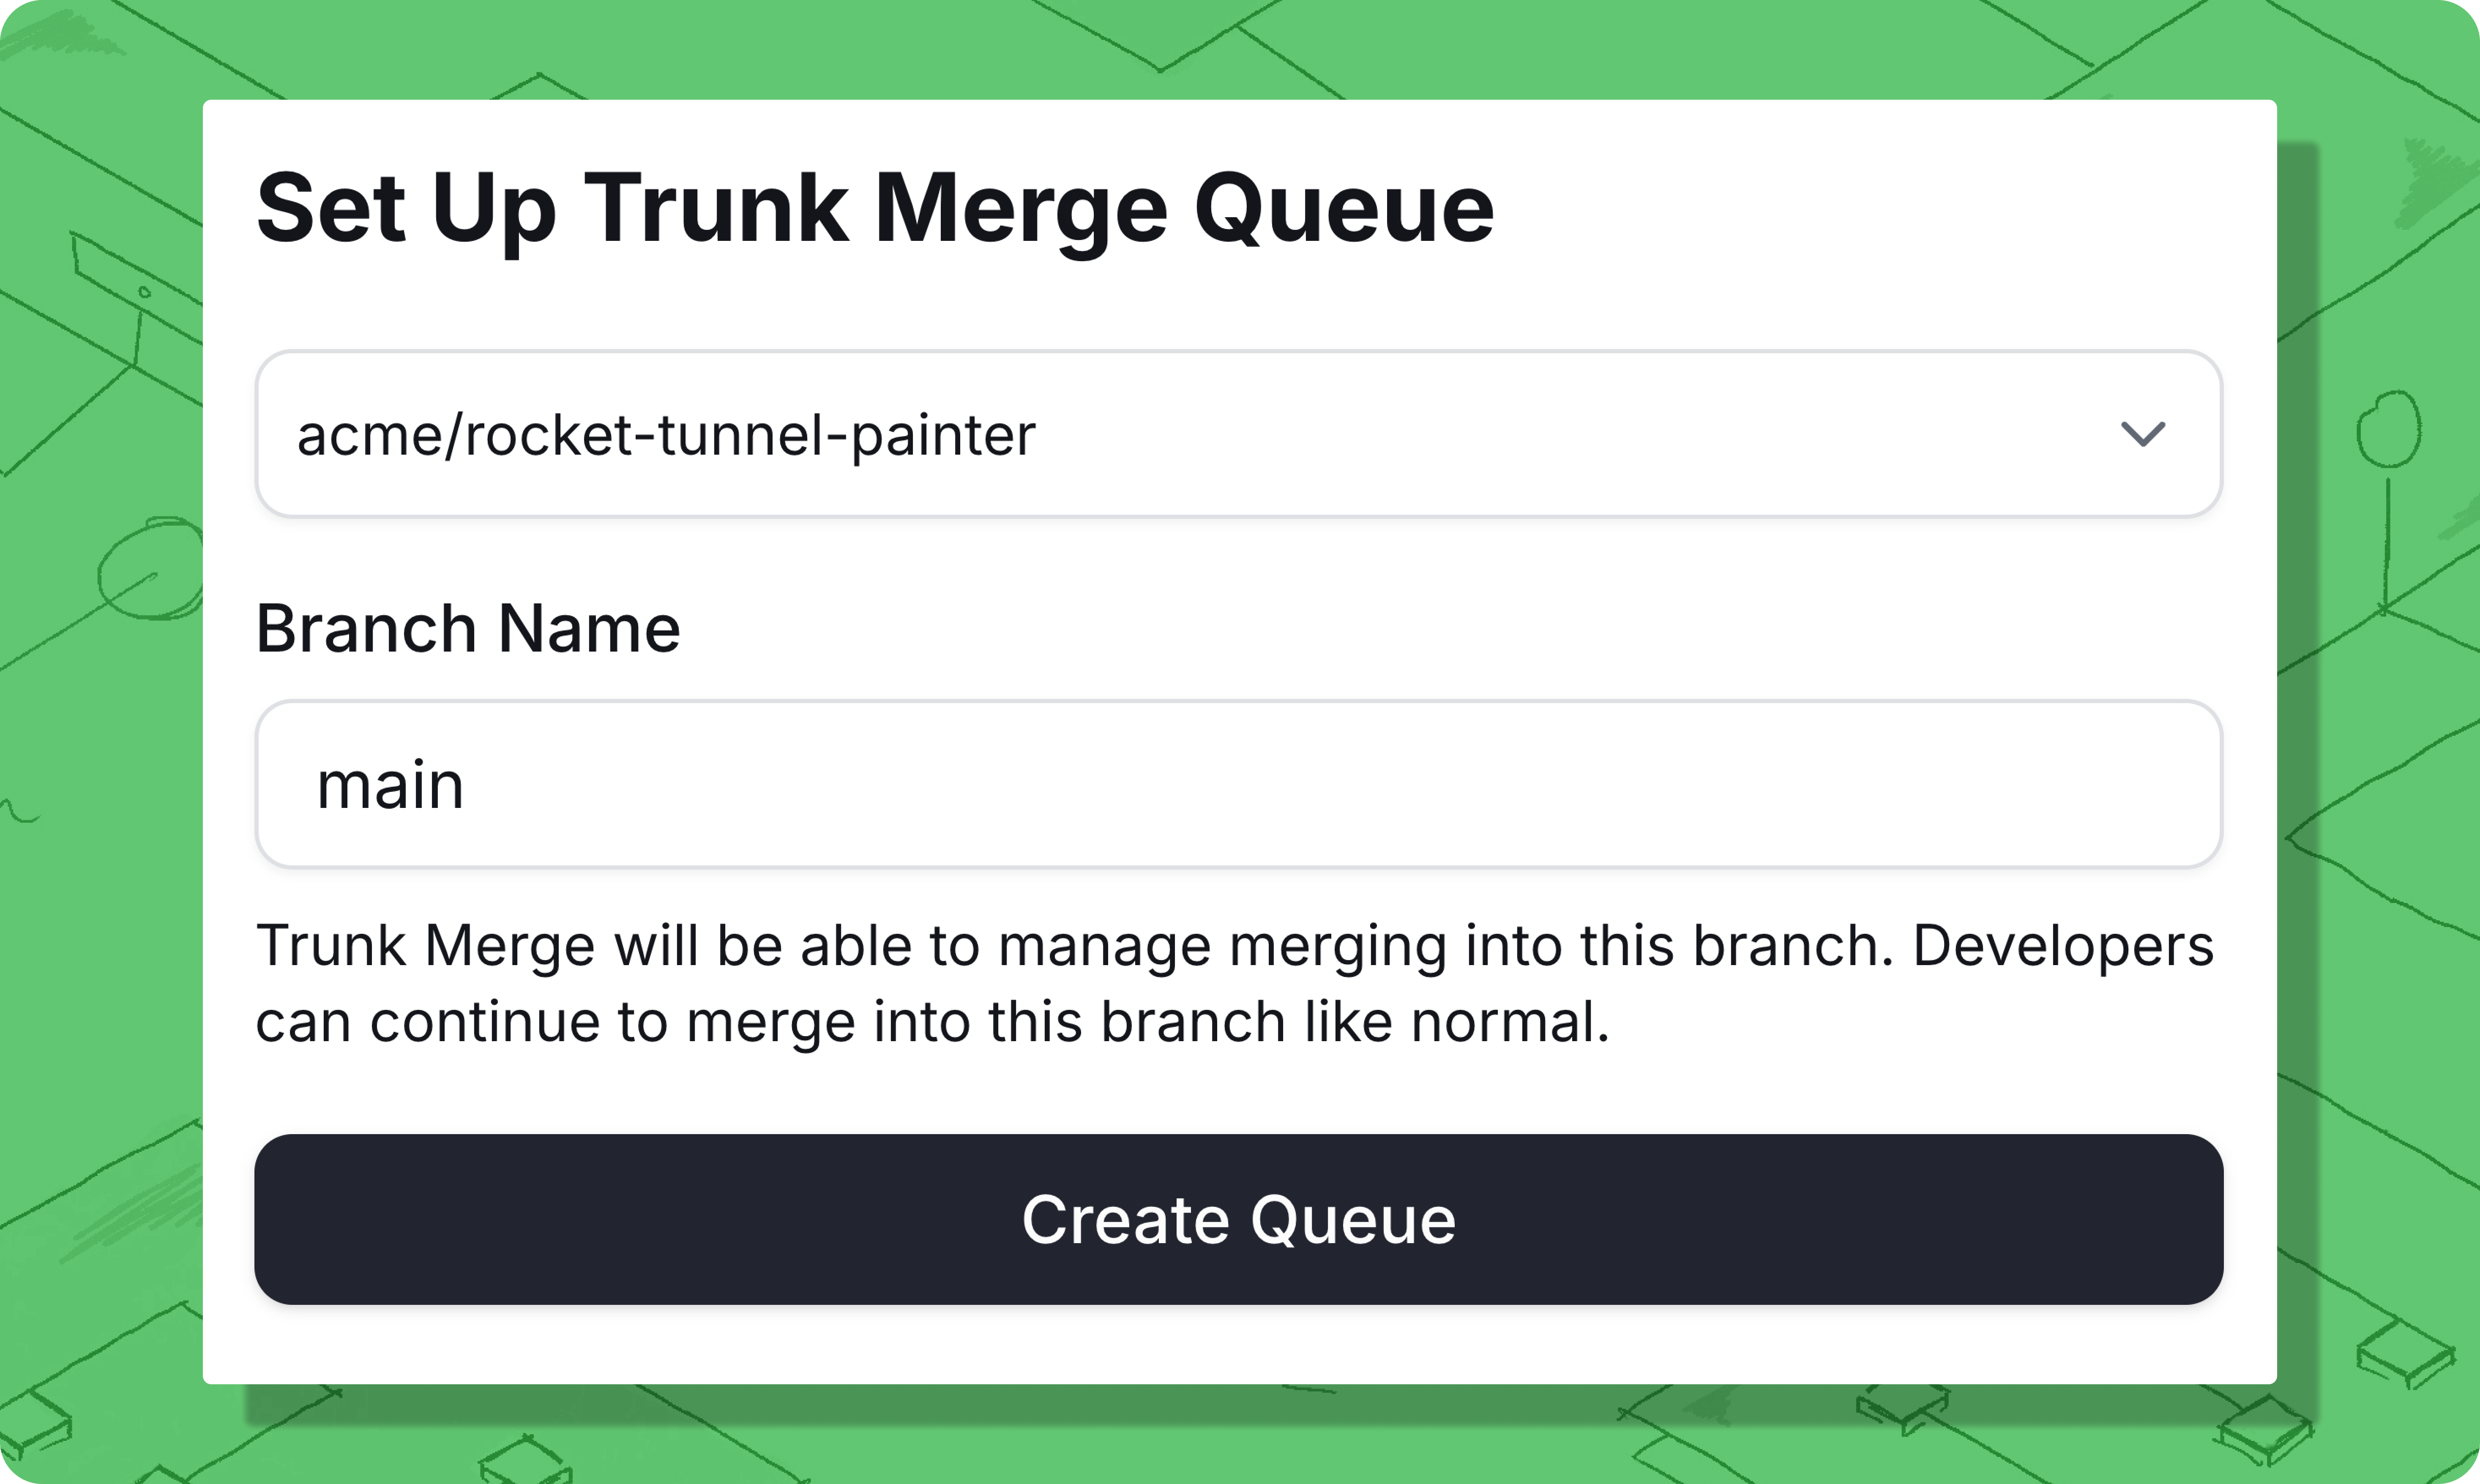 Set Up Trunk Merge Queue
acme/rocket-tunnel-painter
Branch Name
main
Trunk Merge will be able to manage merging into this branch. Developers
can continue to merge into this branch like normal.
Create Queue